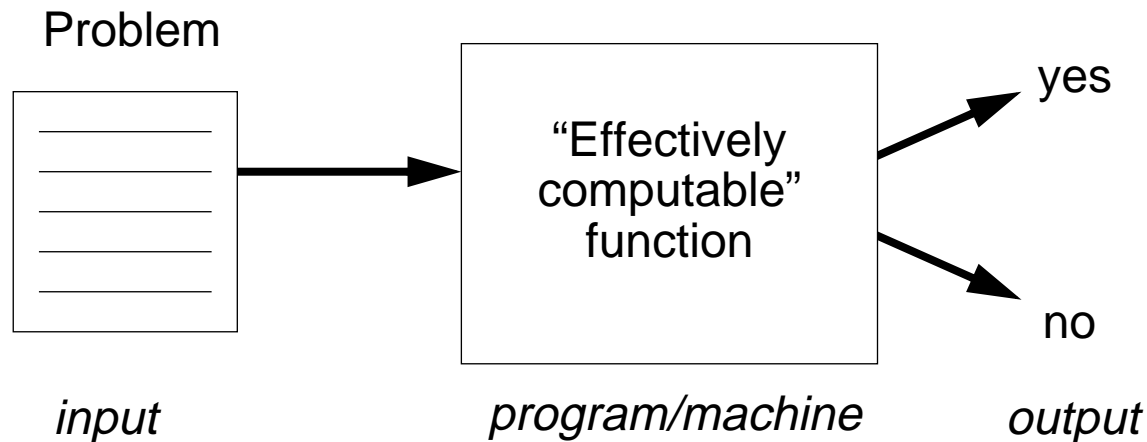 Problem
“Effectively
computable”
function
yes
no
input
program/machine
output